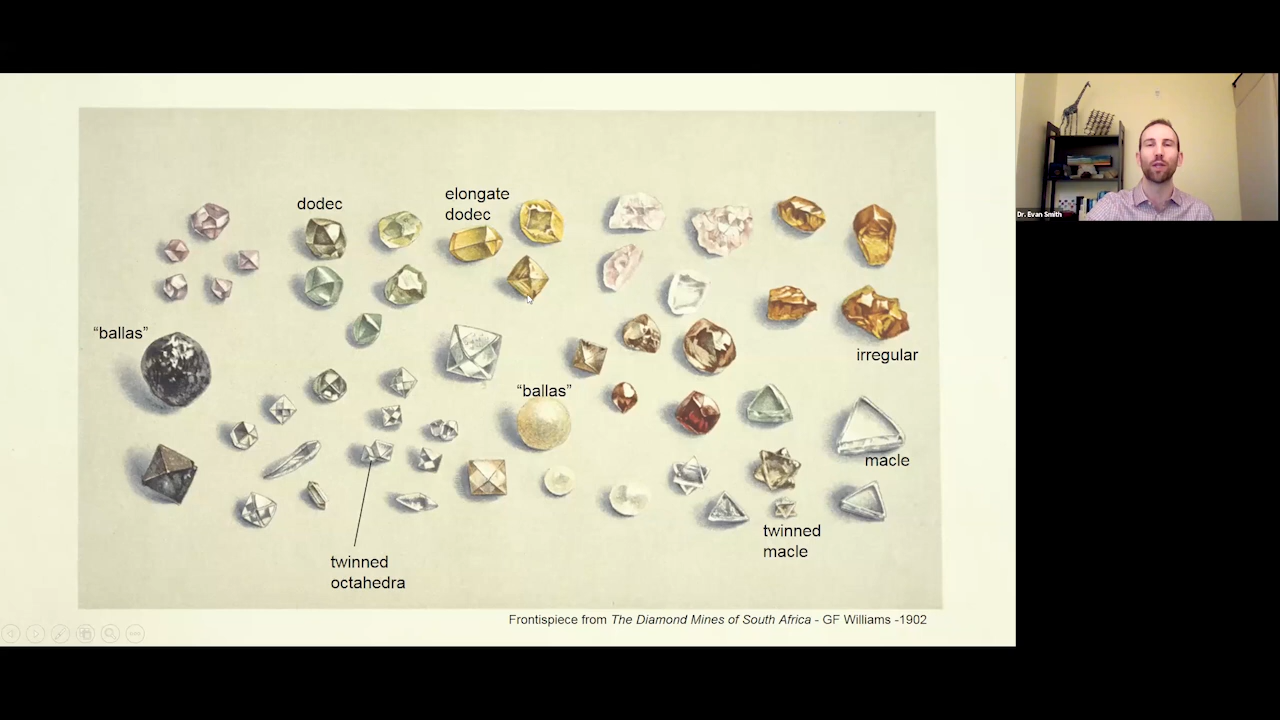 dodec
elongate
dodec
"ballas"
irregular
"ballas"
macle
twinned
macle
twinned
octahedra
Frontispiece from The Diamond Mines of South Africa - GF Williams -1902
Dr. Evan Smith